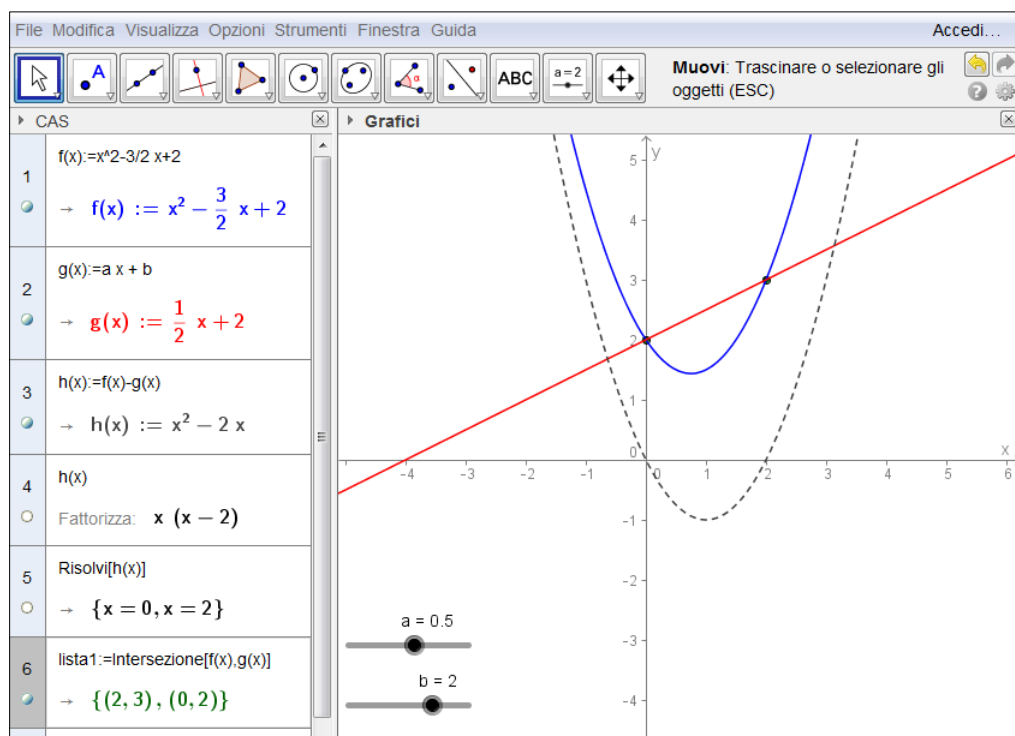 File Modifica Visualizza Opzioni Strumenti Finestra Guida Accedi...
A α ABC a=2 Muovi: Trascinare o selezionare gli
oggetti (ESC)
CAS
Grafici
1
f(x):=x^2-3/2 x+2
→ f(x) := x² − 3/2 x + 2
2
g(x):=a x + b
→ g(x) := 1/2 x + 2
3
h(x):=f(x)-g(x)
→ h(x) := x² − 2 x
4
h(x)
Fattorizza: x (x − 2)
5
Risolvi[h(x)]
→ {x = 0, x = 2}
6
lista1:=Intersezione[f(x),g(x)]
→ {(2, 3) , (0, 2)}
y
5
4
3
2
1
0
x
-4 -3 -2 -1 0 1 2 3 4 5 6
-1
-2
-3
-4
a = 0.5
b = 2